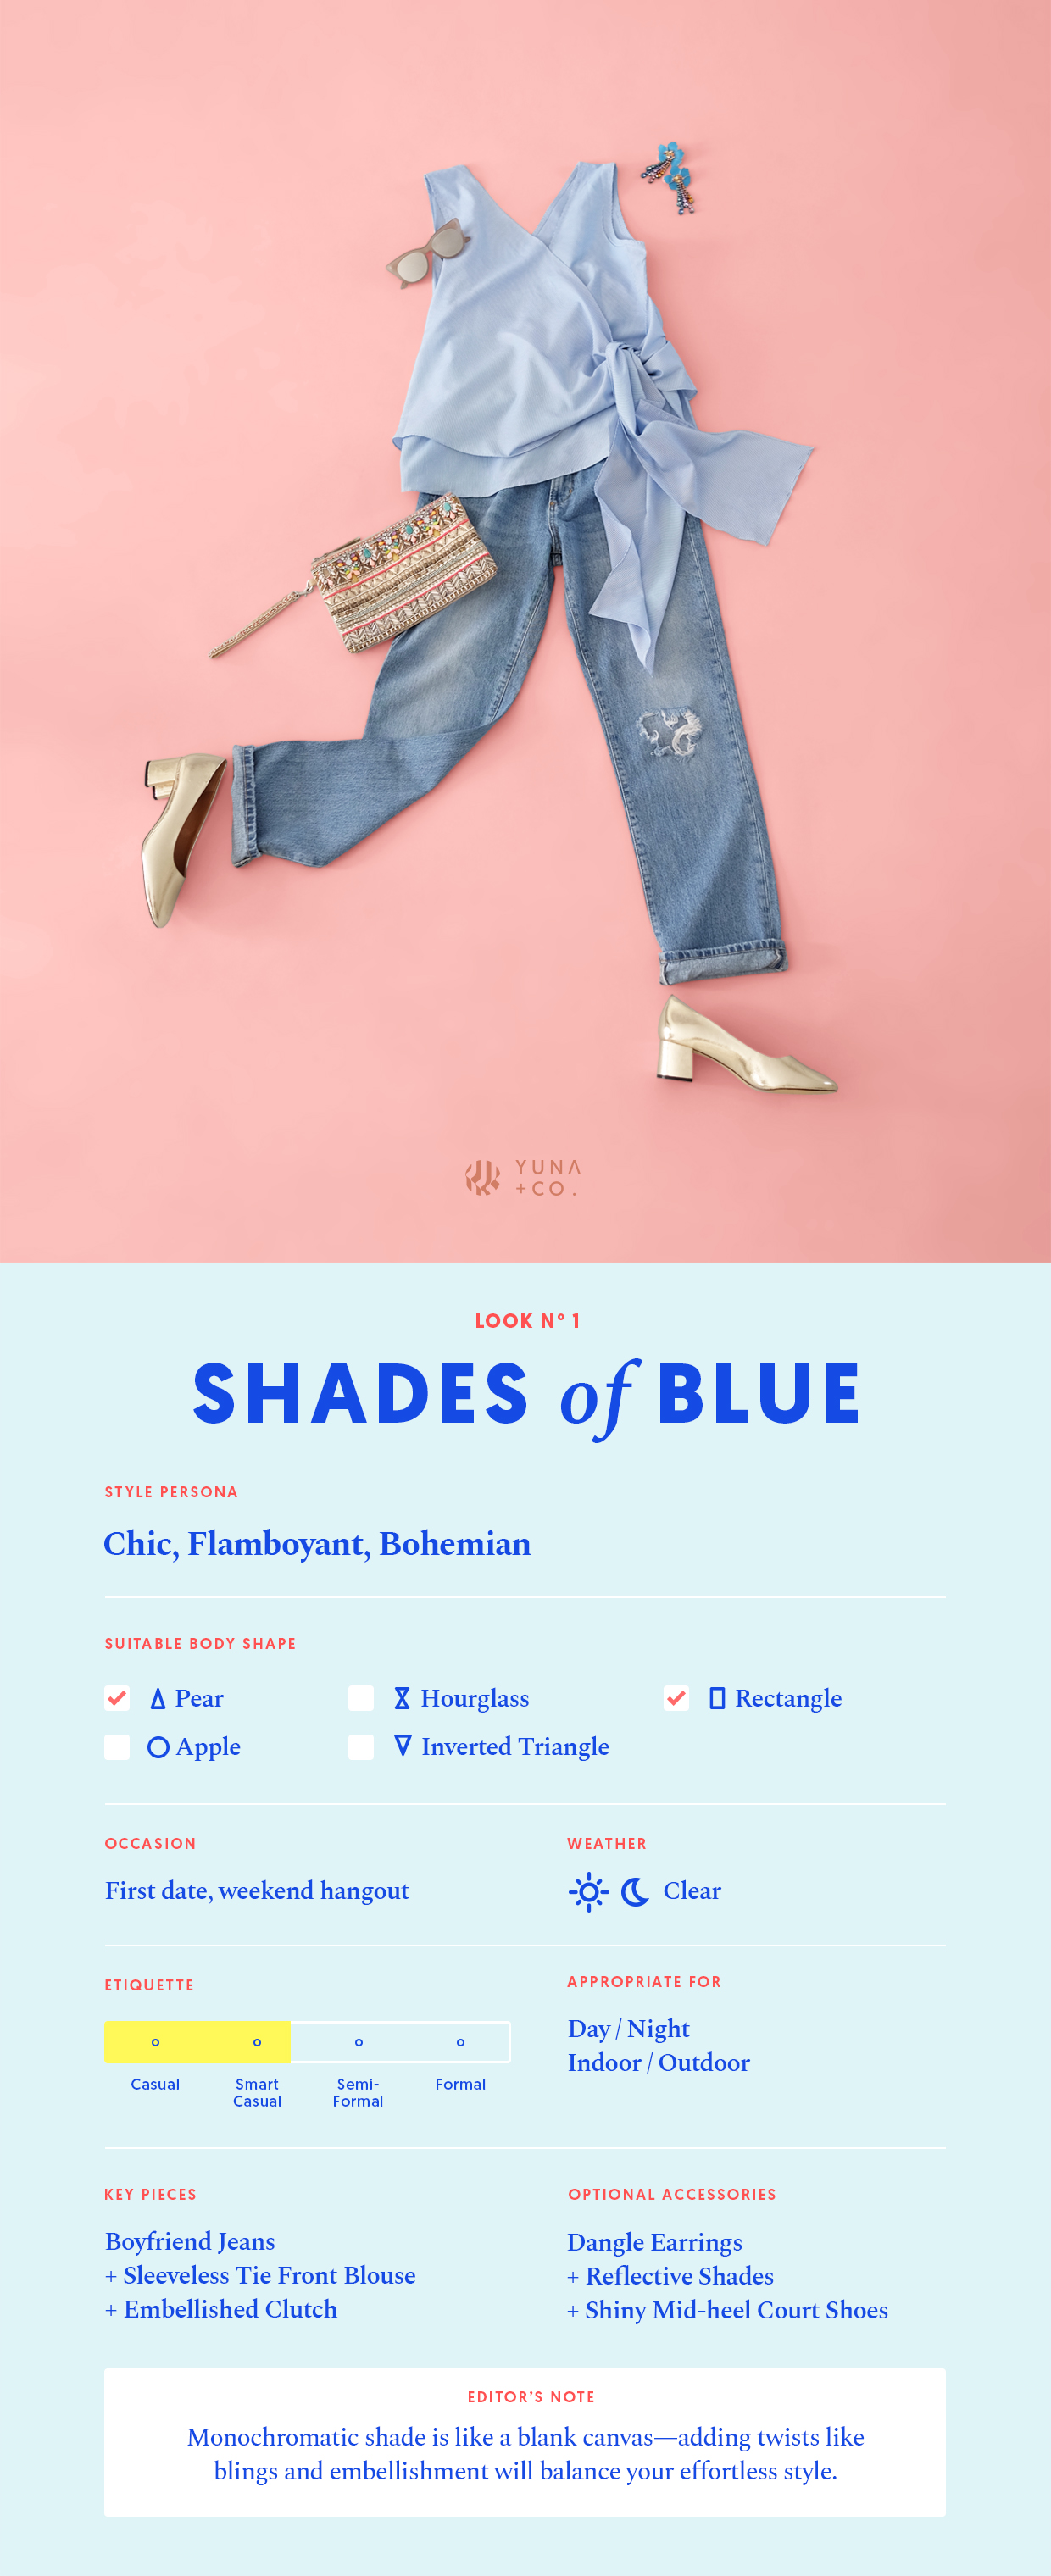 YUNA
+CO.
LOOK Nº 1
SHADES of BLUE
STYLE PERSONA
Chic, Flamboyant, Bohemian
SUITABLE BODY SHAPE
Pear Hourglass Rectangle
Apple Inverted Triangle
OCCASION WEATHER
First date, weekend hangout Clear
ETIQUETTE
Casual Smart Casual Semi-Formal Formal
APPROPRIATE FOR
Day / Night
Indoor / Outdoor
KEY PIECES
Boyfriend Jeans
+ Sleeveless Tie Front Blouse
+ Embellished Clutch
OPTIONAL ACCESSORIES
Dangle Earrings
+ Reflective Shades
+ Shiny Mid-heel Court Shoes
EDITOR'S NOTE
Monochromatic shade is like a blank canvas—adding twists like
blings and embellishment will balance your effortless style.